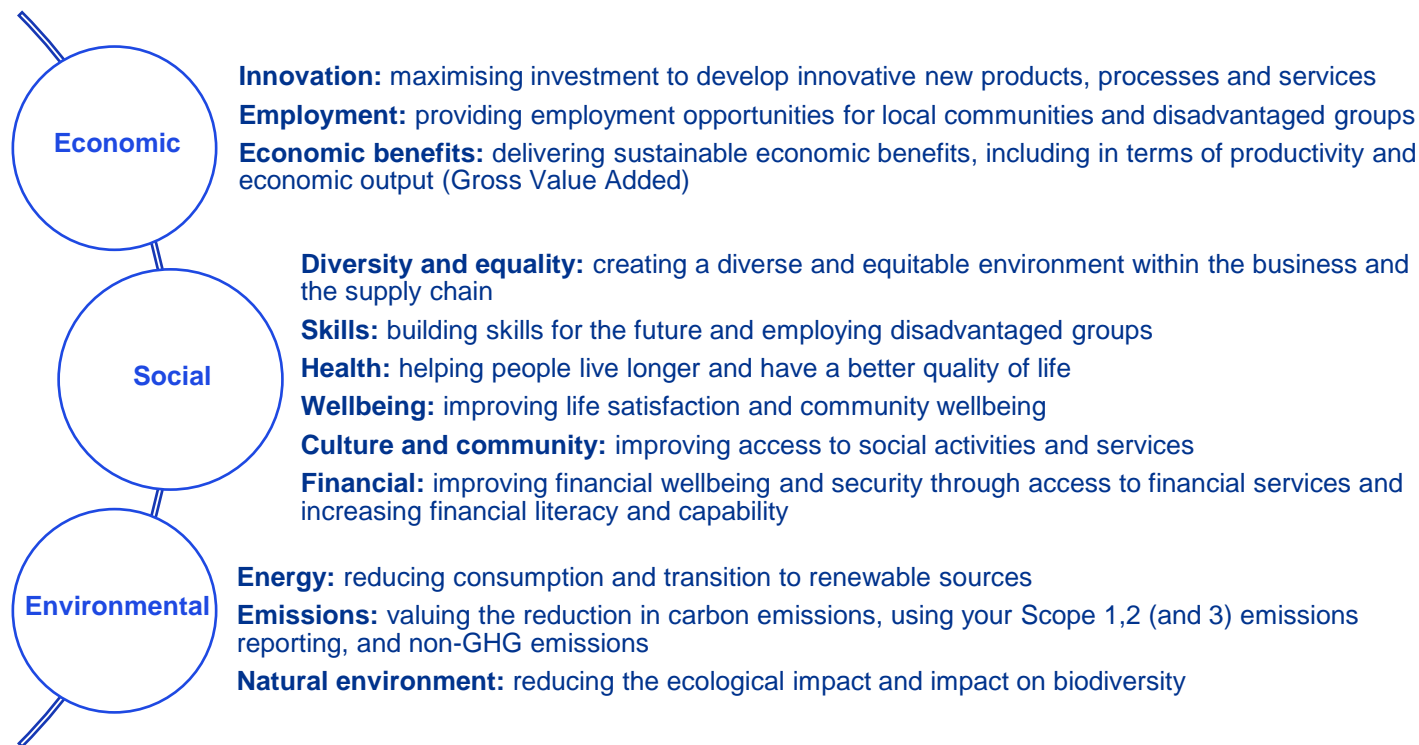 Economic
Innovation: maximising investment to develop innovative new products, processes and services
Employment: providing employment opportunities for local communities and disadvantaged groups
Economic benefits: delivering sustainable economic benefits, including in terms of productivity and
economic output (Gross Value Added)
Social
Diversity and equality: creating a diverse and equitable environment within the business and
the supply chain
Skills: building skills for the future and employing disadvantaged groups
Health: helping people live longer and have a better quality of life
Wellbeing: improving life satisfaction and community wellbeing
Culture and community: improving access to social activities and services
Financial: improving financial wellbeing and security through access to financial services and
increasing financial literacy and capability
Environmental
Energy: reducing consumption and transition to renewable sources
Emissions: valuing the reduction in carbon emissions, using your Scope 1,2 (and 3) emissions
reporting, and non-GHG emissions
Natural environment: reducing the ecological impact and impact on biodiversity